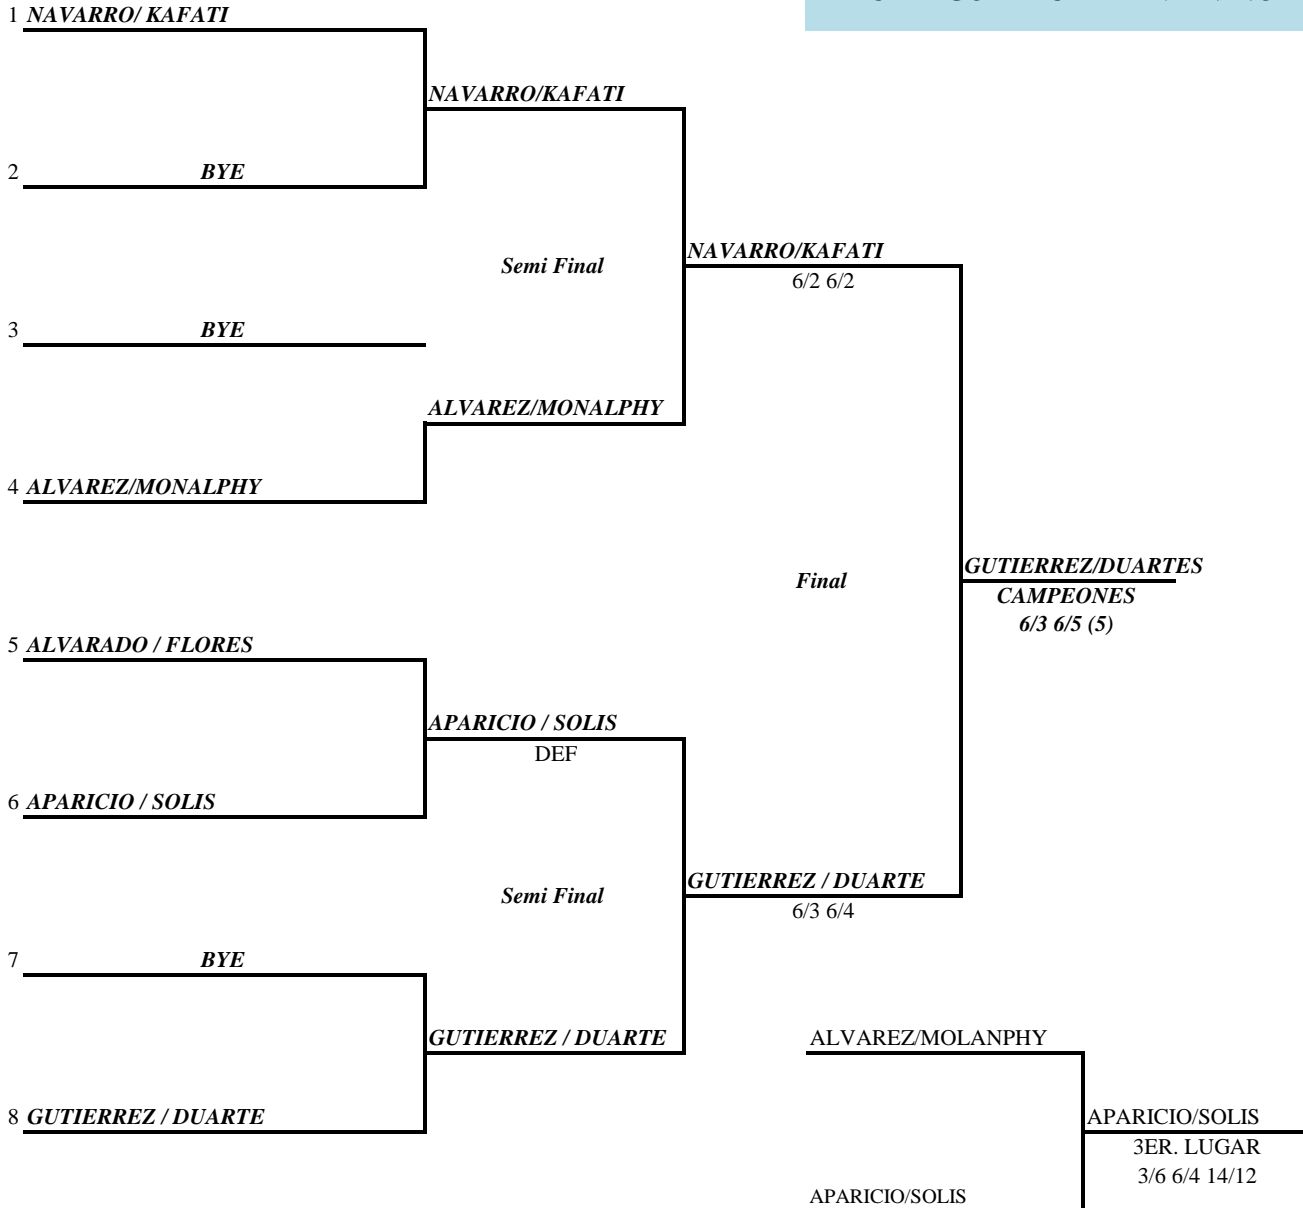 1 NAVARRO/ KAFATI
NAVARRO/KAFATI
2 BYE
NAVARRO/KAFATI
Semi Final
6/2 6/2
3 BYE
ALVAREZ/MONALPHY
4 ALVAREZ/MONALPHY
GUTIERREZ/DUARTES
Final
CAMPEONES
6/3 6/5 (5)
5 ALVARADO / FLORES
APARICIO / SOLIS
DEF
6 APARICIO / SOLIS
GUTIERREZ / DUARTE
Semi Final
6/3 6/4
7 BYE
GUTIERREZ / DUARTE
ALVAREZ/MOLANPHY
8 GUTIERREZ / DUARTE
APARICIO/SOLIS
3ER. LUGAR
3/6 6/4 14/12
APARICIO/SOLIS